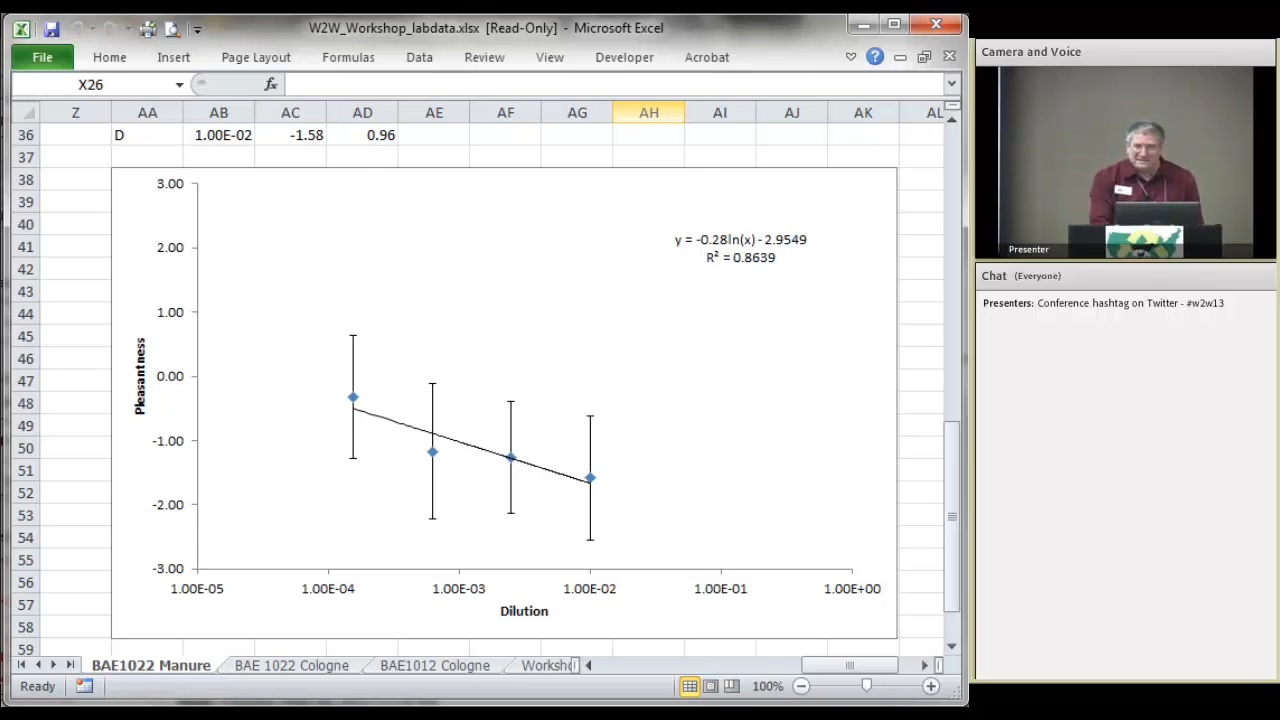 W2W_Workshop_labdata.xlsx [Read-Only] - Microsoft Excel
File Home Insert Page Layout Formulas Data Review View Developer Acrobat
X26 fx
Z AA AB AC AD AE AF AG AH AI AJ AK AL
36 D 1.00E-02 -1.58 0.96
37
38
39
40
41
42
43
44
45
46
47
48
49
50
51
52
53
54
55
56
57
58
59
3.00
2.00
1.00
0.00
-1.00
-2.00
-3.00
Pleasantness
y = -0.28ln(x) - 2.9549
R² = 0.8639
1.00E-05 1.00E-04 1.00E-03 1.00E-02 1.00E-01 1.00E+00
Dilution
BAE1022 Manure BAE 1022 Cologne BAE1012 Cologne Worksho
Ready 100%
Camera and Voice
Presenter
Chat (Everyone)
Presenters: Conference hashtag on Twitter - #w2w13